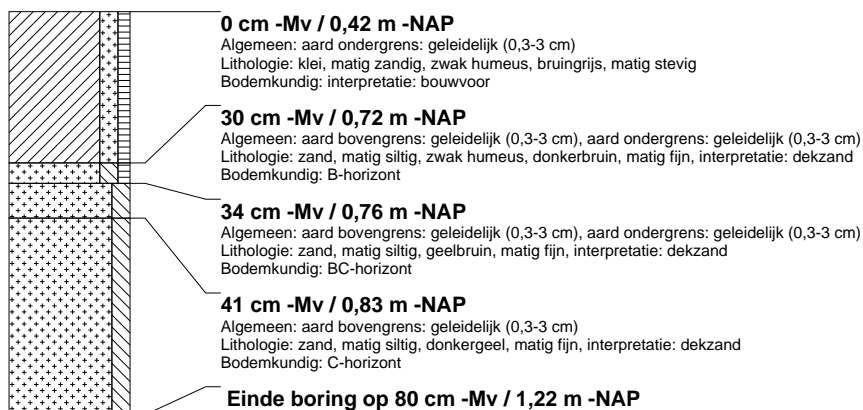 0 cm -Mv / 0,42 m -NAP
Algemeen: aard ondergrens: geleidelijk (0,3-3 cm)
Lithologie: klei, matig zandig, zwak humeus, bruingrijs, matig stevig
Bodemkundig: interpretatie: bouwvoor
30 cm -Mv / 0,72 m -NAP
Algemeen: aard bovengrens: geleidelijk (0,3-3 cm), aard ondergrens: geleidelijk (0,3-3 cm)
Lithologie: zand, matig siltig, zwak humeus, donkerbruin, matig fijn, interpretatie: dekzand
Bodemkundig: B-horizont
34 cm -Mv / 0,76 m -NAP
Algemeen: aard bovengrens: geleidelijk (0,3-3 cm), aard ondergrens: geleidelijk (0,3-3 cm)
Lithologie: zand, matig siltig, geelbruin, matig fijn, interpretatie: dekzand
Bodemkundig: BC-horizont
41 cm -Mv / 0,83 m -NAP
Algemeen: aard bovengrens: geleidelijk (0,3-3 cm)
Lithologie: zand, matig siltig, donkergeel, matig fijn, interpretatie: dekzand
Bodemkundig: C-horizont
Einde boring op 80 cm -Mv / 1,22 m -NAP